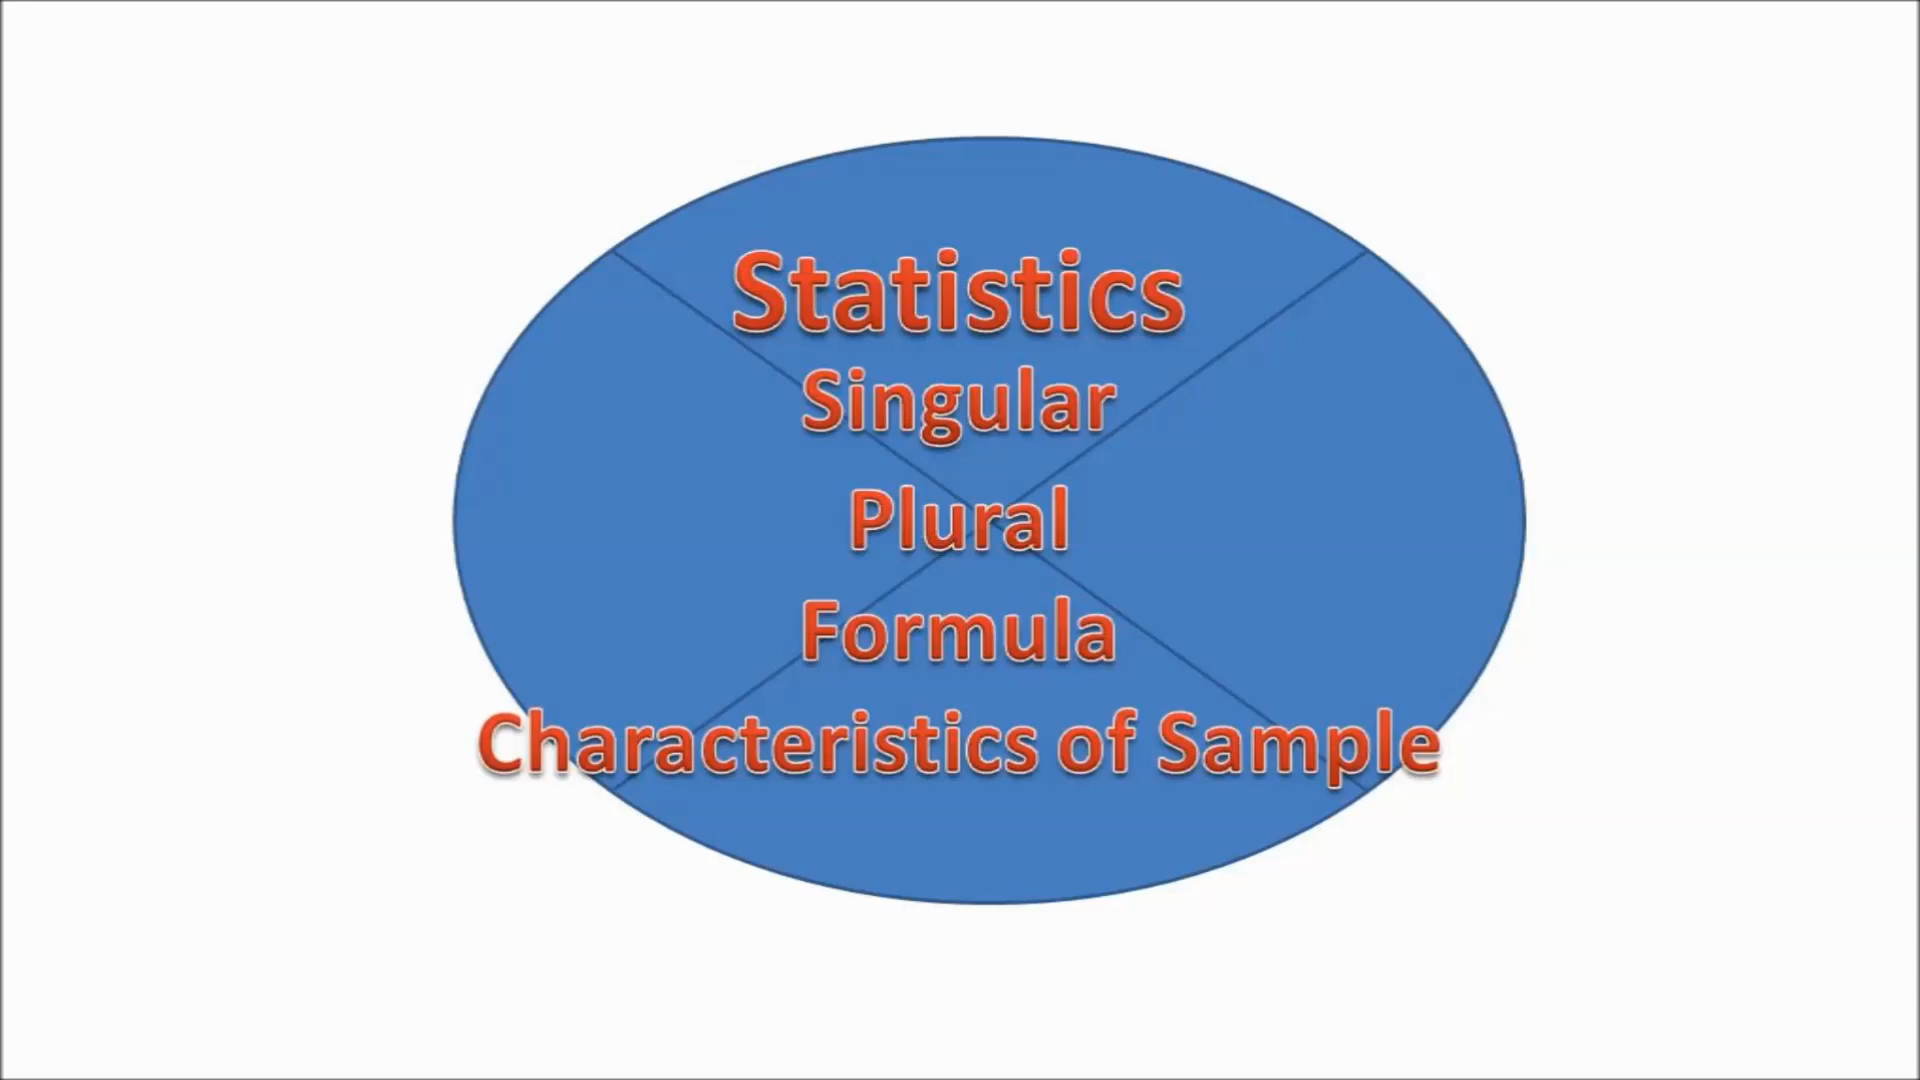 Statistics
Singular
Plural
Formula
Characteristics of Sample